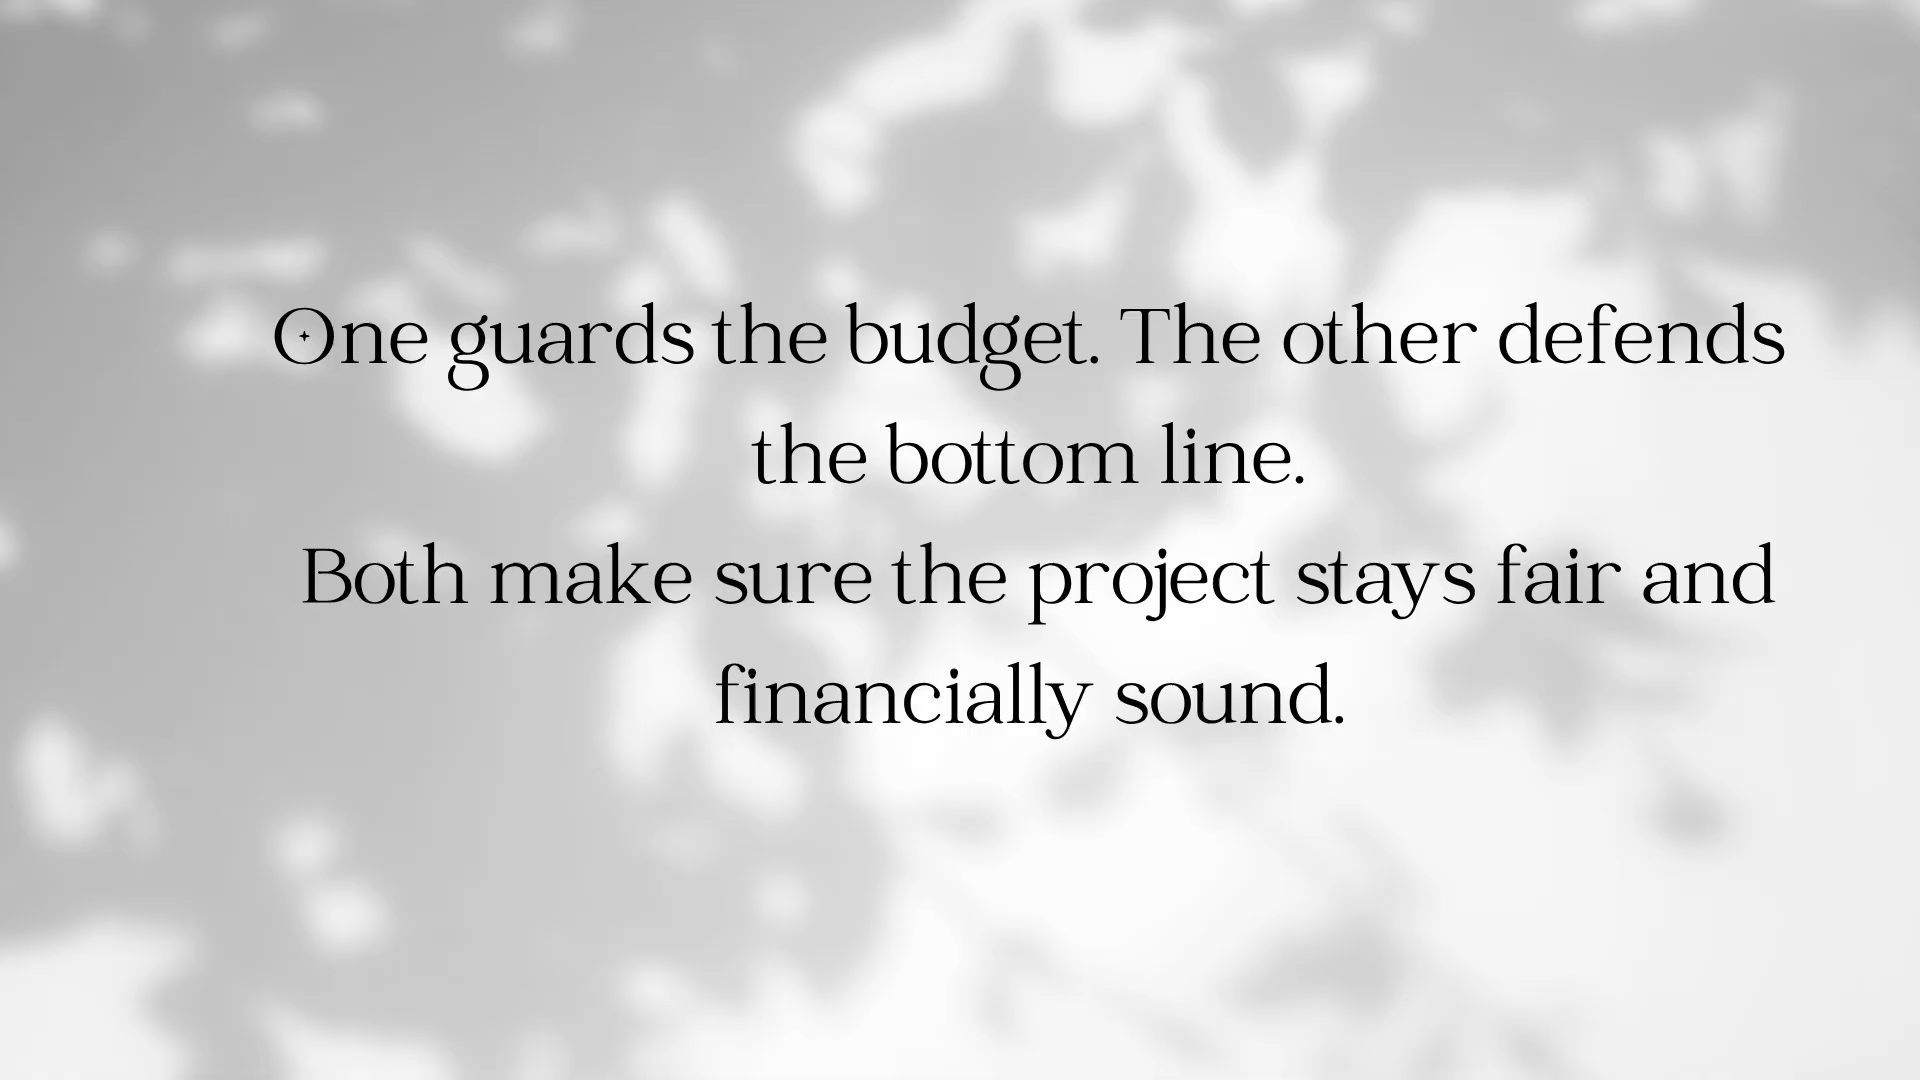 One guards the budget. The other defends
the bottom line.
Both make sure the project stays fair and
financially sound.